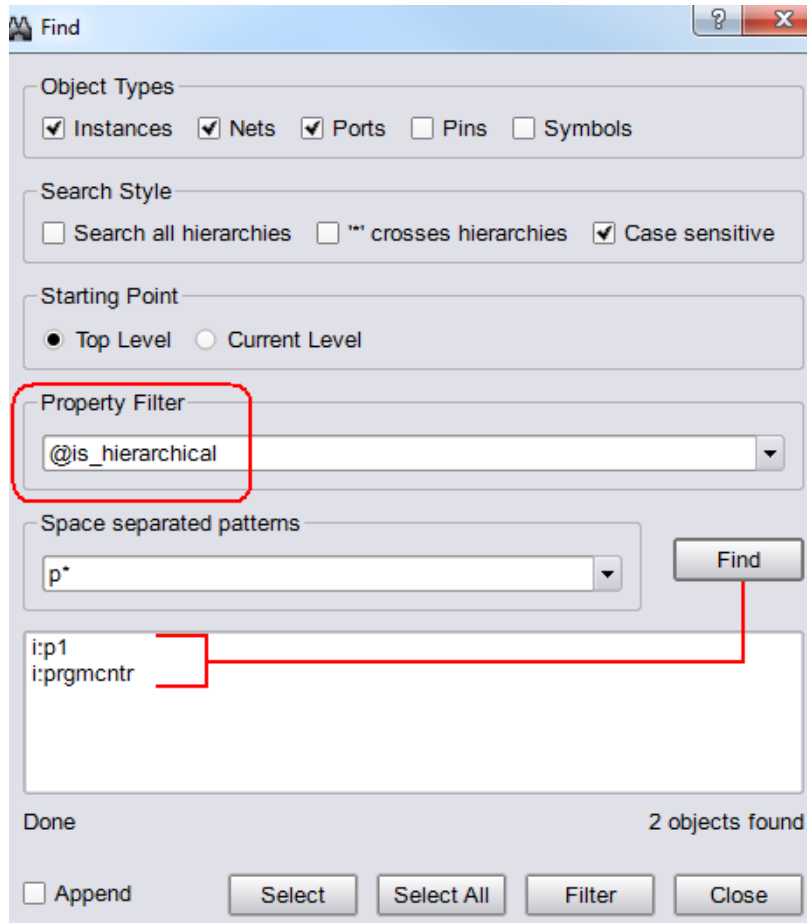 Find
Object Types
Instances Nets Ports Pins Symbols
Search Style
Search all hierarchies '*' crosses hierarchies Case sensitive
Starting Point
Top Level Current Level
Property Filter
@is_hierarchical
Space separated patterns
p*
Find
i:p1
i:prgmcntr
Done 2 objects found
Append Select Select All Filter Close